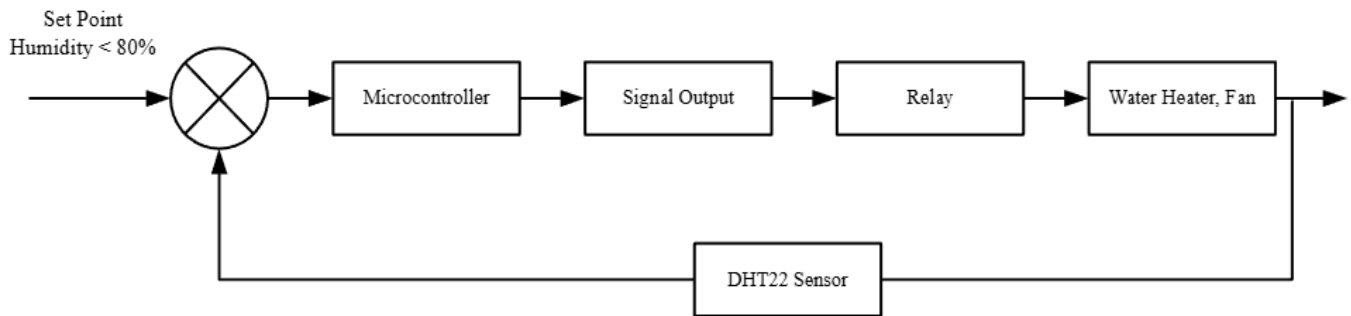 Set Point
Humidity < 80%
Microcontroller
Signal Output
Relay
Water Heater, Fan
DHT22 Sensor